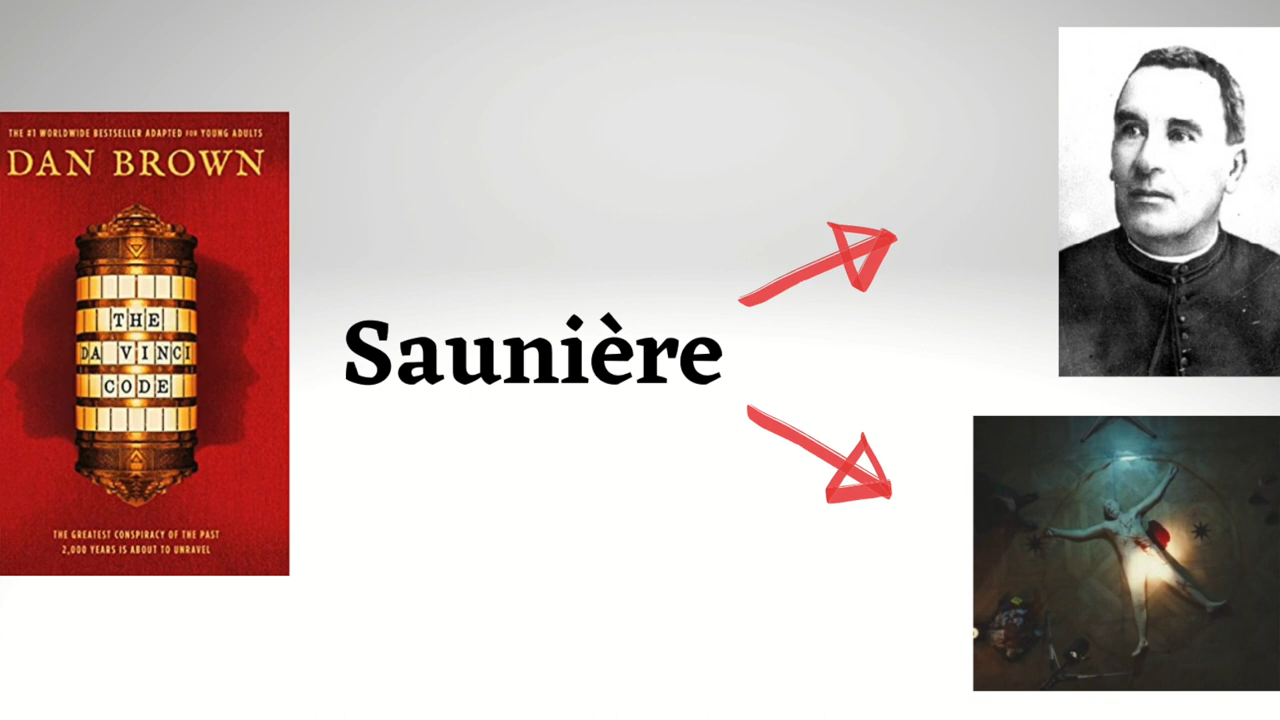 THE #1 WORLDWIDE BESTSELLER ADAPTED FOR YOUNG ADULTS
DAN BROWN
THE
DA VINCI
CODE
THE GREATEST CONSPIRACY OF THE PAST
2,000 YEARS IS ABOUT TO UNRAVEL
Saunière